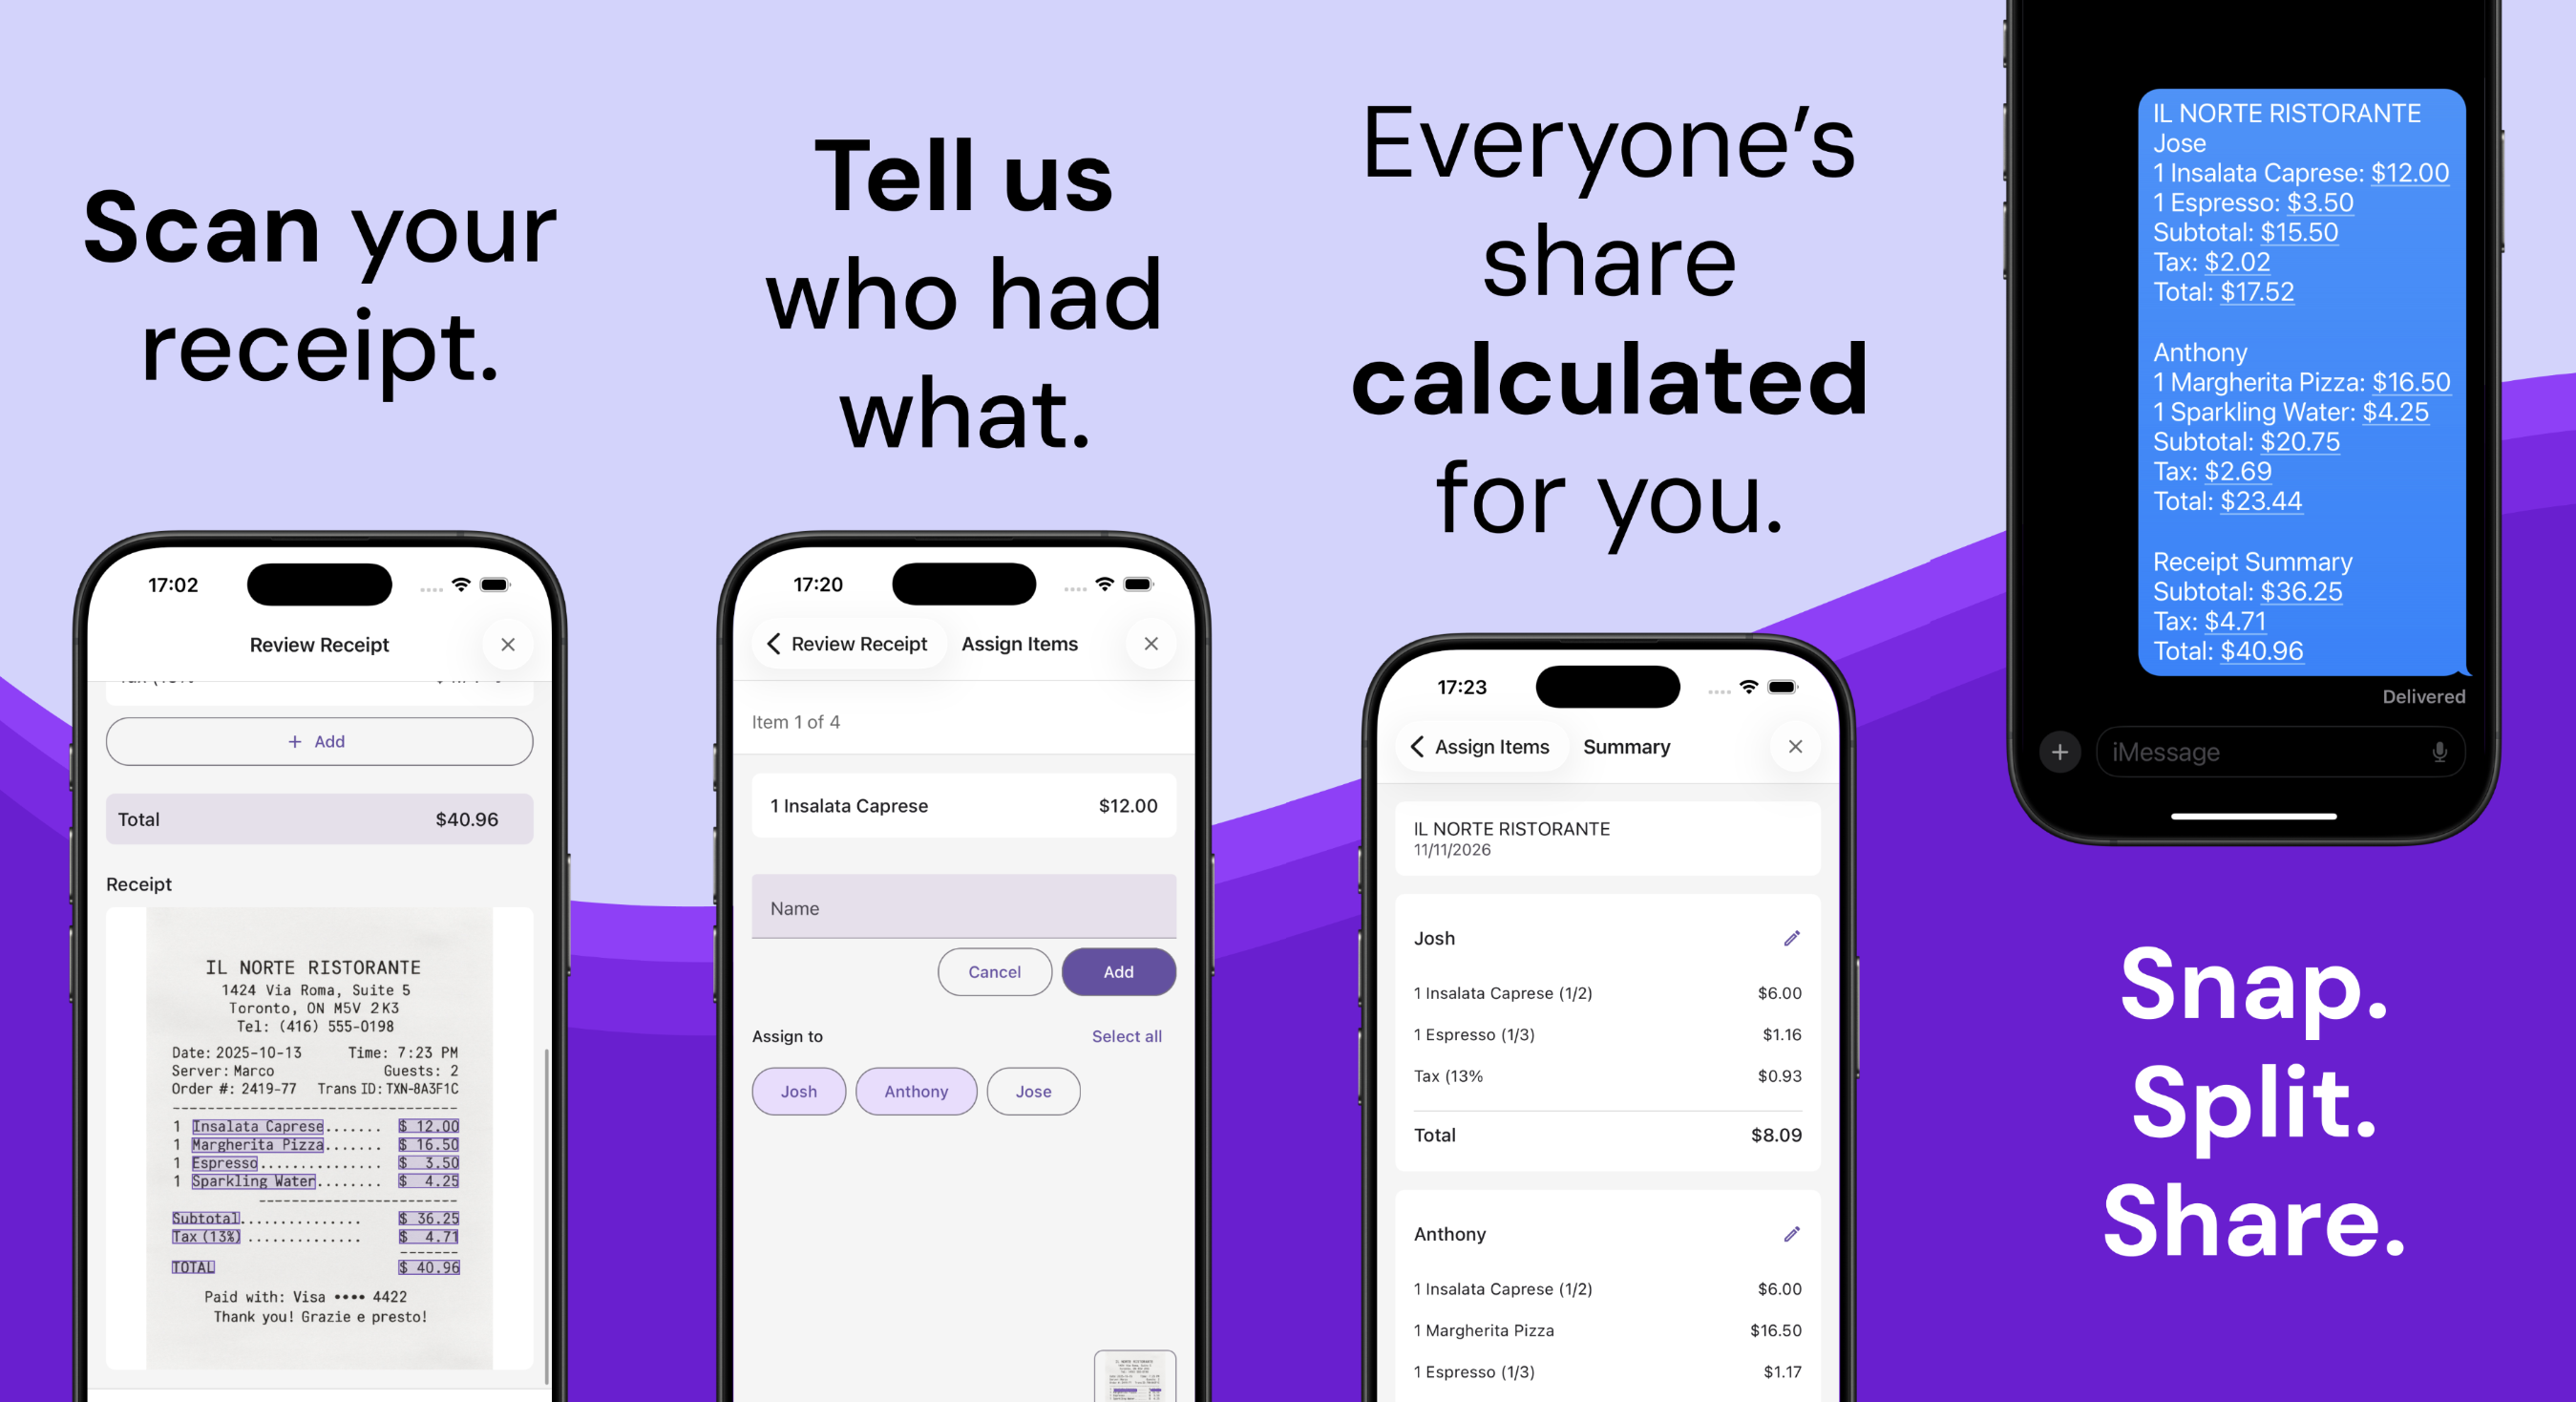 Scan your
receipt.
17:02
Review Receipt
+ Add
Total $40.96
Receipt
IL NORTE RISTORANTE
1424 Via Roma, Suite 5
Toronto, ON M5V 2K3
Tel: (416) 555-0198
Date: 2025-10-13 Time: 7:23 PM
Server: Marco Guests: 2
Order #: 2419-77 Trans ID: TXN-8A3F1C
1 Insalata Caprese....... $ 12.00
1 Margherita Pizza....... $ 16.50
1 Espresso............... $ 3.50
1 Sparkling Water........ $ 4.25
Subtotal............... $ 36.25
Tax (13%) .............. $ 4.71
TOTAL $ 40.96
Paid with: Visa •••• 4422
Thank you! Grazie e presto!
Tell us
who had
what.
17:20
Review Receipt Assign Items
Item 1 of 4
1 Insalata Caprese $12.00
Name
Cancel Add
Assign to Select all
Josh Anthony Jose
Everyone’s
share
calculated
for you.
17:23
Assign Items Summary
IL NORTE RISTORANTE
11/11/2026
Josh
1 Insalata Caprese (1/2) $6.00
1 Espresso (1/3) $1.16
Tax (13% $0.93
Total $8.09
Anthony
1 Insalata Caprese (1/2) $6.00
1 Margherita Pizza $16.50
1 Espresso (1/3) $1.17
IL NORTE RISTORANTE
Jose
1 Insalata Caprese: $12.00
1 Espresso: $3.50
Subtotal: $15.50
Tax: $2.02
Total: $17.52
Anthony
1 Margherita Pizza: $16.50
1 Sparkling Water: $4.25
Subtotal: $20.75
Tax: $2.69
Total: $23.44
Receipt Summary
Subtotal: $36.25
Tax: $4.71
Total: $40.96
Delivered
iMessage
Snap.
Split.
Share.